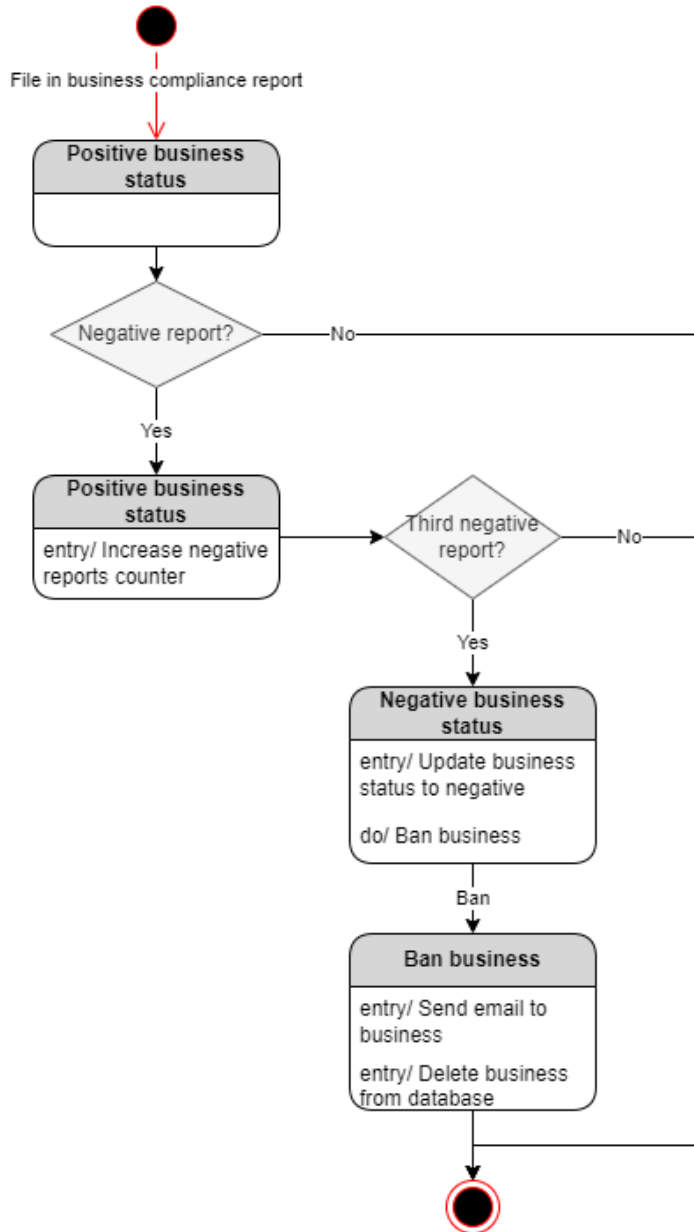 File in business compliance report
Positive business
status
Negative report?
No
Yes
Positive business
status
entry/ Increase negative
reports counter
Third negative
report?
No
Yes
Negative business
status
entry/ Update business
status to negative
do/ Ban business
Ban
Ban business
entry/ Send email to
business
entry/ Delete business
from database